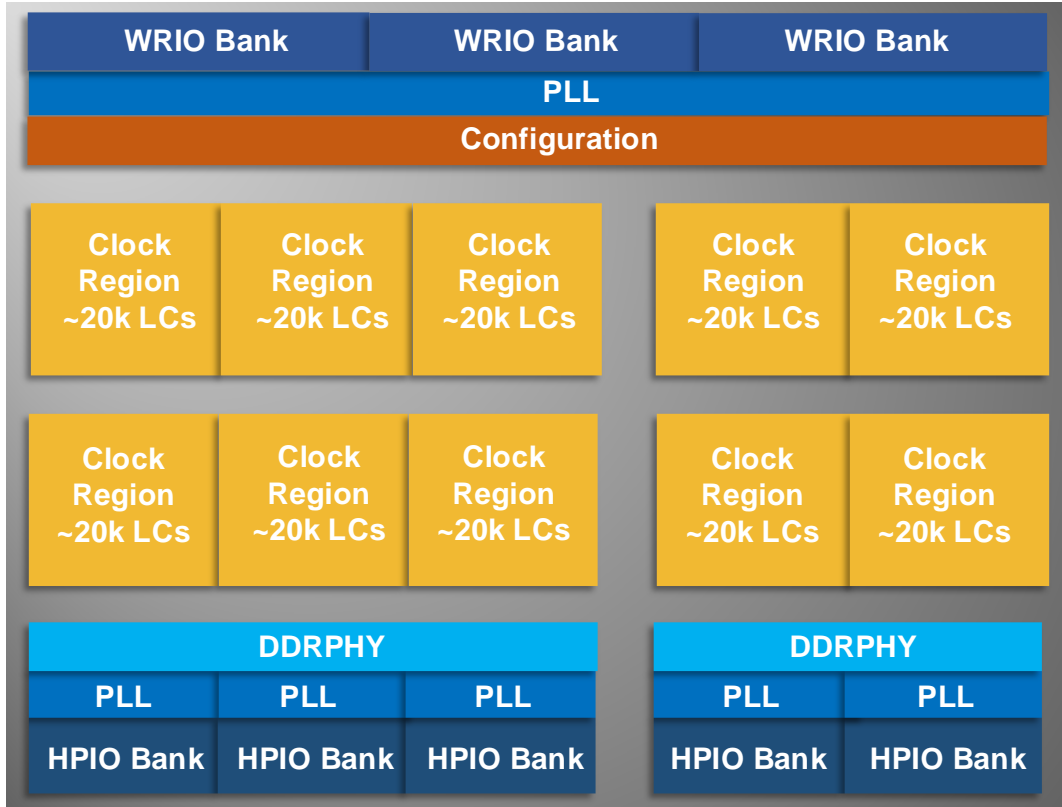 WRIO Bank WRIO Bank WRIO Bank
PLL
Configuration
Clock Clock Clock Clock Clock
Region Region Region Region Region
~20k LCs ~20k LCs ~20k LCs ~20k LCs ~20k LCs
Clock Clock Clock Clock Clock
Region Region Region Region Region
~20k LCs ~20k LCs ~20k LCs ~20k LCs ~20k LCs
DDRPHY DDRPHY
PLL PLL PLL PLL PLL
HPIO Bank HPIO Bank HPIO Bank HPIO Bank HPIO Bank